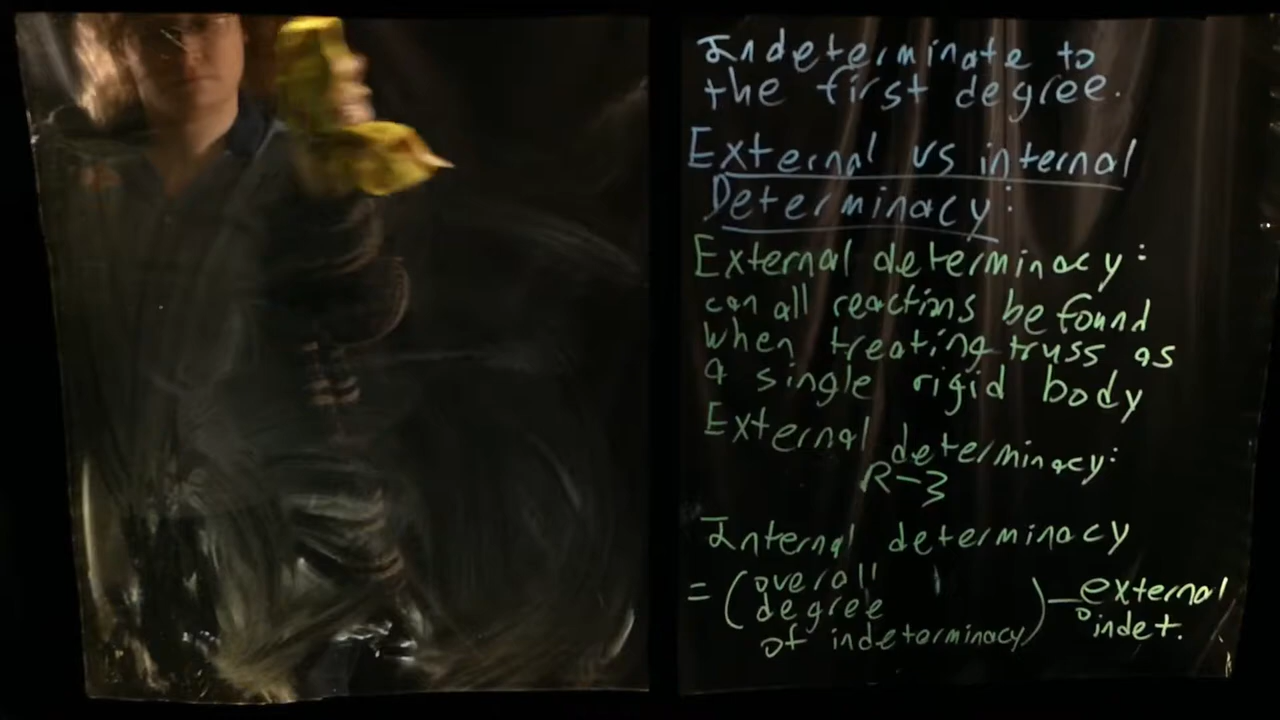 Indeterminate to
the first degree.
External vs internal
Determinacy:
External determinacy:
can all reactions be found
when treating truss as
a single rigid body
External determinacy:
R-3
Internal determinacy
= (overall
degree
of indeterminacy) - external
indet.